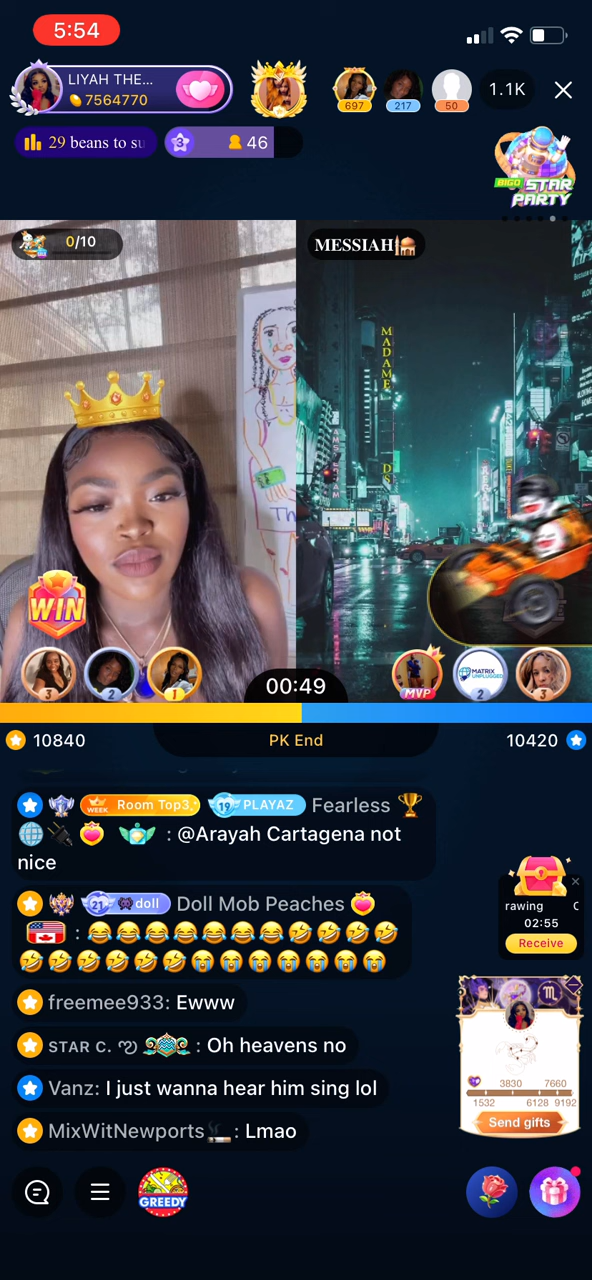 5:54
LIYAH THE...
7564770
697
217
50
1.1K
29 beans to su
3
46
BIGO STAR PARTY
0/10
MESSIAH🕌
MADAME
DS
Th
WIN
3
2
1
00:49
MVP
MATRIX UNPLUGGED
2
3
10840
PK End
10420
WEEK Room Top3 19 PLAYAZ Fearless 🏆
🌐🔌 : @Arayah Cartagena not
nice
21 doll Doll Mob Peaches
🇺🇸🇨🇦 : 😂😂😂😂😂😂😂🤣🤣🤣🤣
🤣🤣🤣🤣🤣🤣🤣😭😭😭😭😭😭
freemee933: Ewww
STAR C. ღ : Oh heavens no
Vanz: I just wanna hear him sing lol
MixWitNewports🚬: Lmao
rawing
02:55
Receive
3830 7660
1532 6128 9192
Send gifts
GREEDY